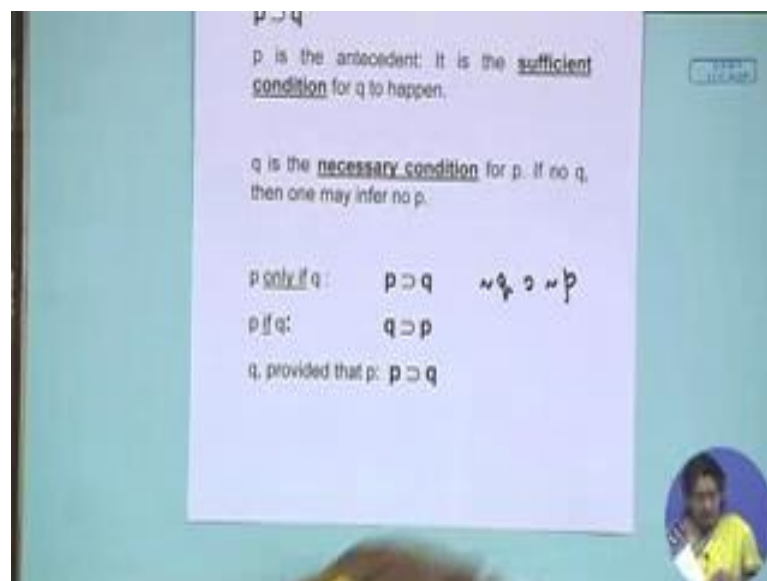 p ⊃ q
p is the antecedent: It is the sufficient
condition for q to happen.
q is the necessary condition for p. If no q,
then one may infer no p.
p only if q : p ⊃ q ~q ⊃ ~p
p if q: q ⊃ p
q, provided that p: p ⊃ q